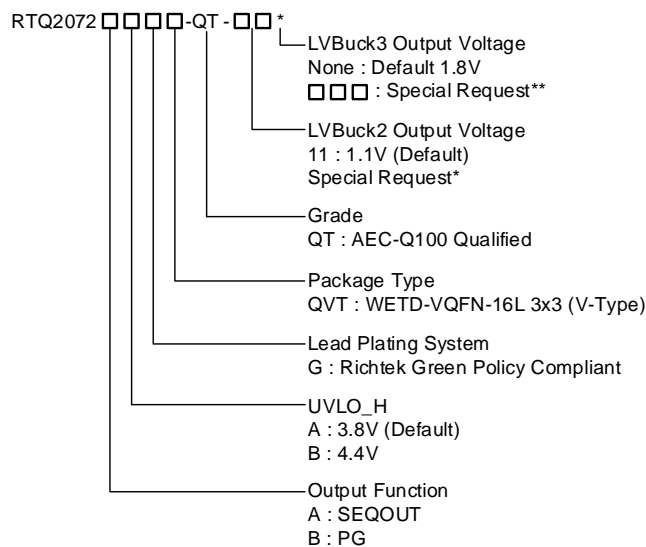 RTQ2072□□□□-QT-□□*
LVBuck3 Output Voltage
None : Default 1.8V
□□□ : Special Request**
LVBuck2 Output Voltage
11 : 1.1V (Default)
Special Request*
Grade
QT : AEC-Q100 Qualified
Package Type
QVT : WETD-VQFN-16L 3x3 (V-Type)
Lead Plating System
G : Richtek Green Policy Compliant
UVLO_H
A : 3.8V (Default)
B : 4.4V
Output Function
A : SEQOUT
B : PG